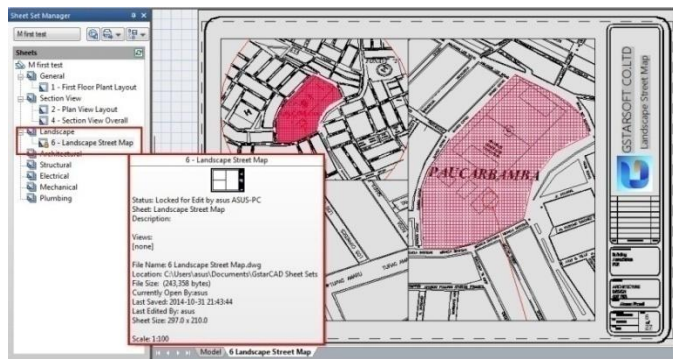 Sheet Set Manager
M first test
Sheets
M first test
General
1 - First Floor Plant Layout
Section View
2 - Plan View Layout
4 - Section View Overall
Landscape
6 - Landscape Street Map
Architectural
Structural
Electrical
Mechanical
Plumbing
6 - Landscape Street Map
Status: Locked for Edit by asus ASUS-PC
Sheet: Landscape Street Map
Description:
Views:
[none]
File Name: 6 Landscape Street Map.dwg
Location: C:\Users\asus\Documents\GstarCAD Sheet Sets
File Size: (243,358 bytes)
Currently Open By:asus
Last Saved: 2014-10-31 21:43:44
Last Edited By: asus
Sheet Size: 297.0 x 210.0
Scale: 1:100
PAUCARBAMBA
GSTARSOFT CO.LTD
Landscape Street Map
Model
6 Landscape Street Map